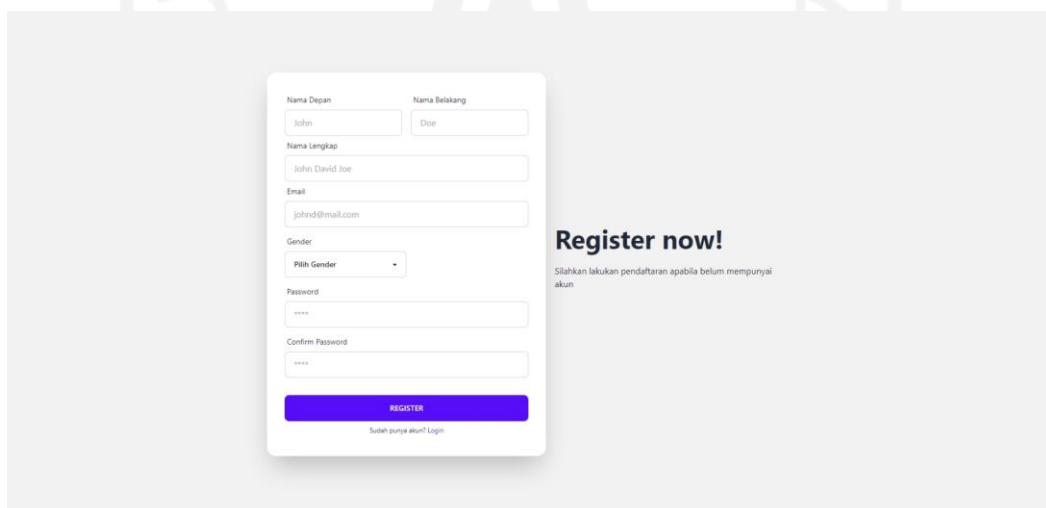 Nama Depan Nama Belakang
John Doe
Nama Lengkap
John David Joe
Email
johnd@mail.com
Gender
Pilih Gender
Password
****
Confirm Password
****
REGISTER
Sudah punya akun? Login
Register now!
Silahkan lakukan pendaftaran apabila belum mempunyai
akun